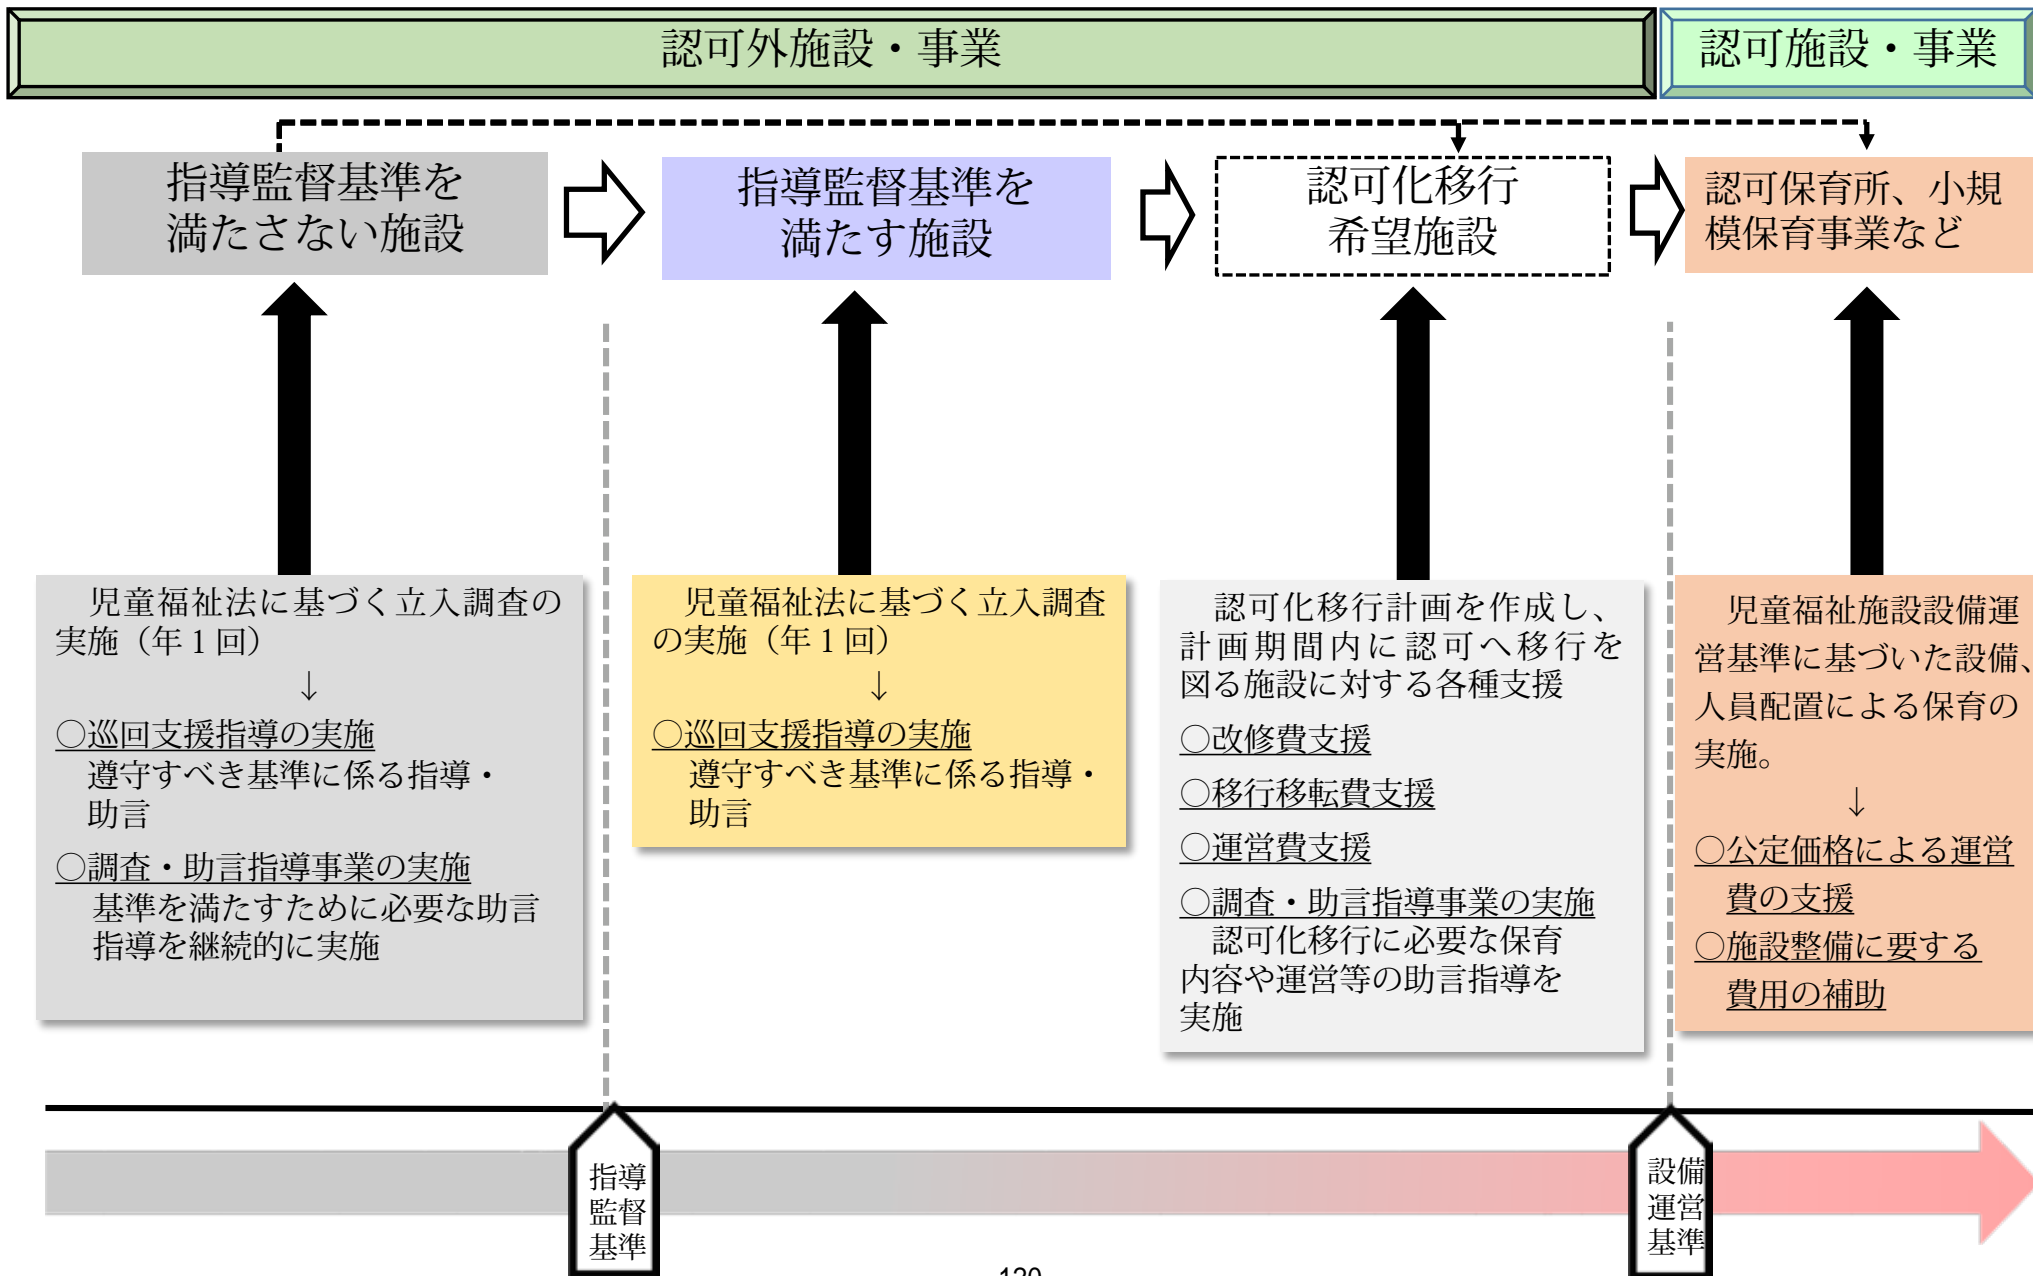 認可外施設・事業
認可施設・事業
指導監督基準を
満たさない施設
指導監督基準を
満たす施設
認可化移行
希望施設
認可保育所、小規
模保育事業など
児童福祉法に基づく立入調査の
実施（年１回）
↓
○巡回支援指導の実施
遵守すべき基準に係る指導・
助言
○調査・助言指導事業の実施
基準を満たすために必要な助言
指導を継続的に実施
児童福祉法に基づく立入調査
の実施（年１回）
↓
○巡回支援指導の実施
遵守すべき基準に係る指導・
助言
認可化移行計画を作成し、
計画期間内に認可へ移行を
図る施設に対する各種支援
○改修費支援
○移行移転費支援
○運営費支援
○調査・助言指導事業の実施
認可化移行に必要な保育
内容や運営等の助言指導を
実施
児童福祉施設設備運
営基準に基づいた設備、
人員配置による保育の
実施。
↓
○公定価格による運営
費の支援
○施設整備に要する
費用の補助
指導
監督
基準
設備
運営
基準